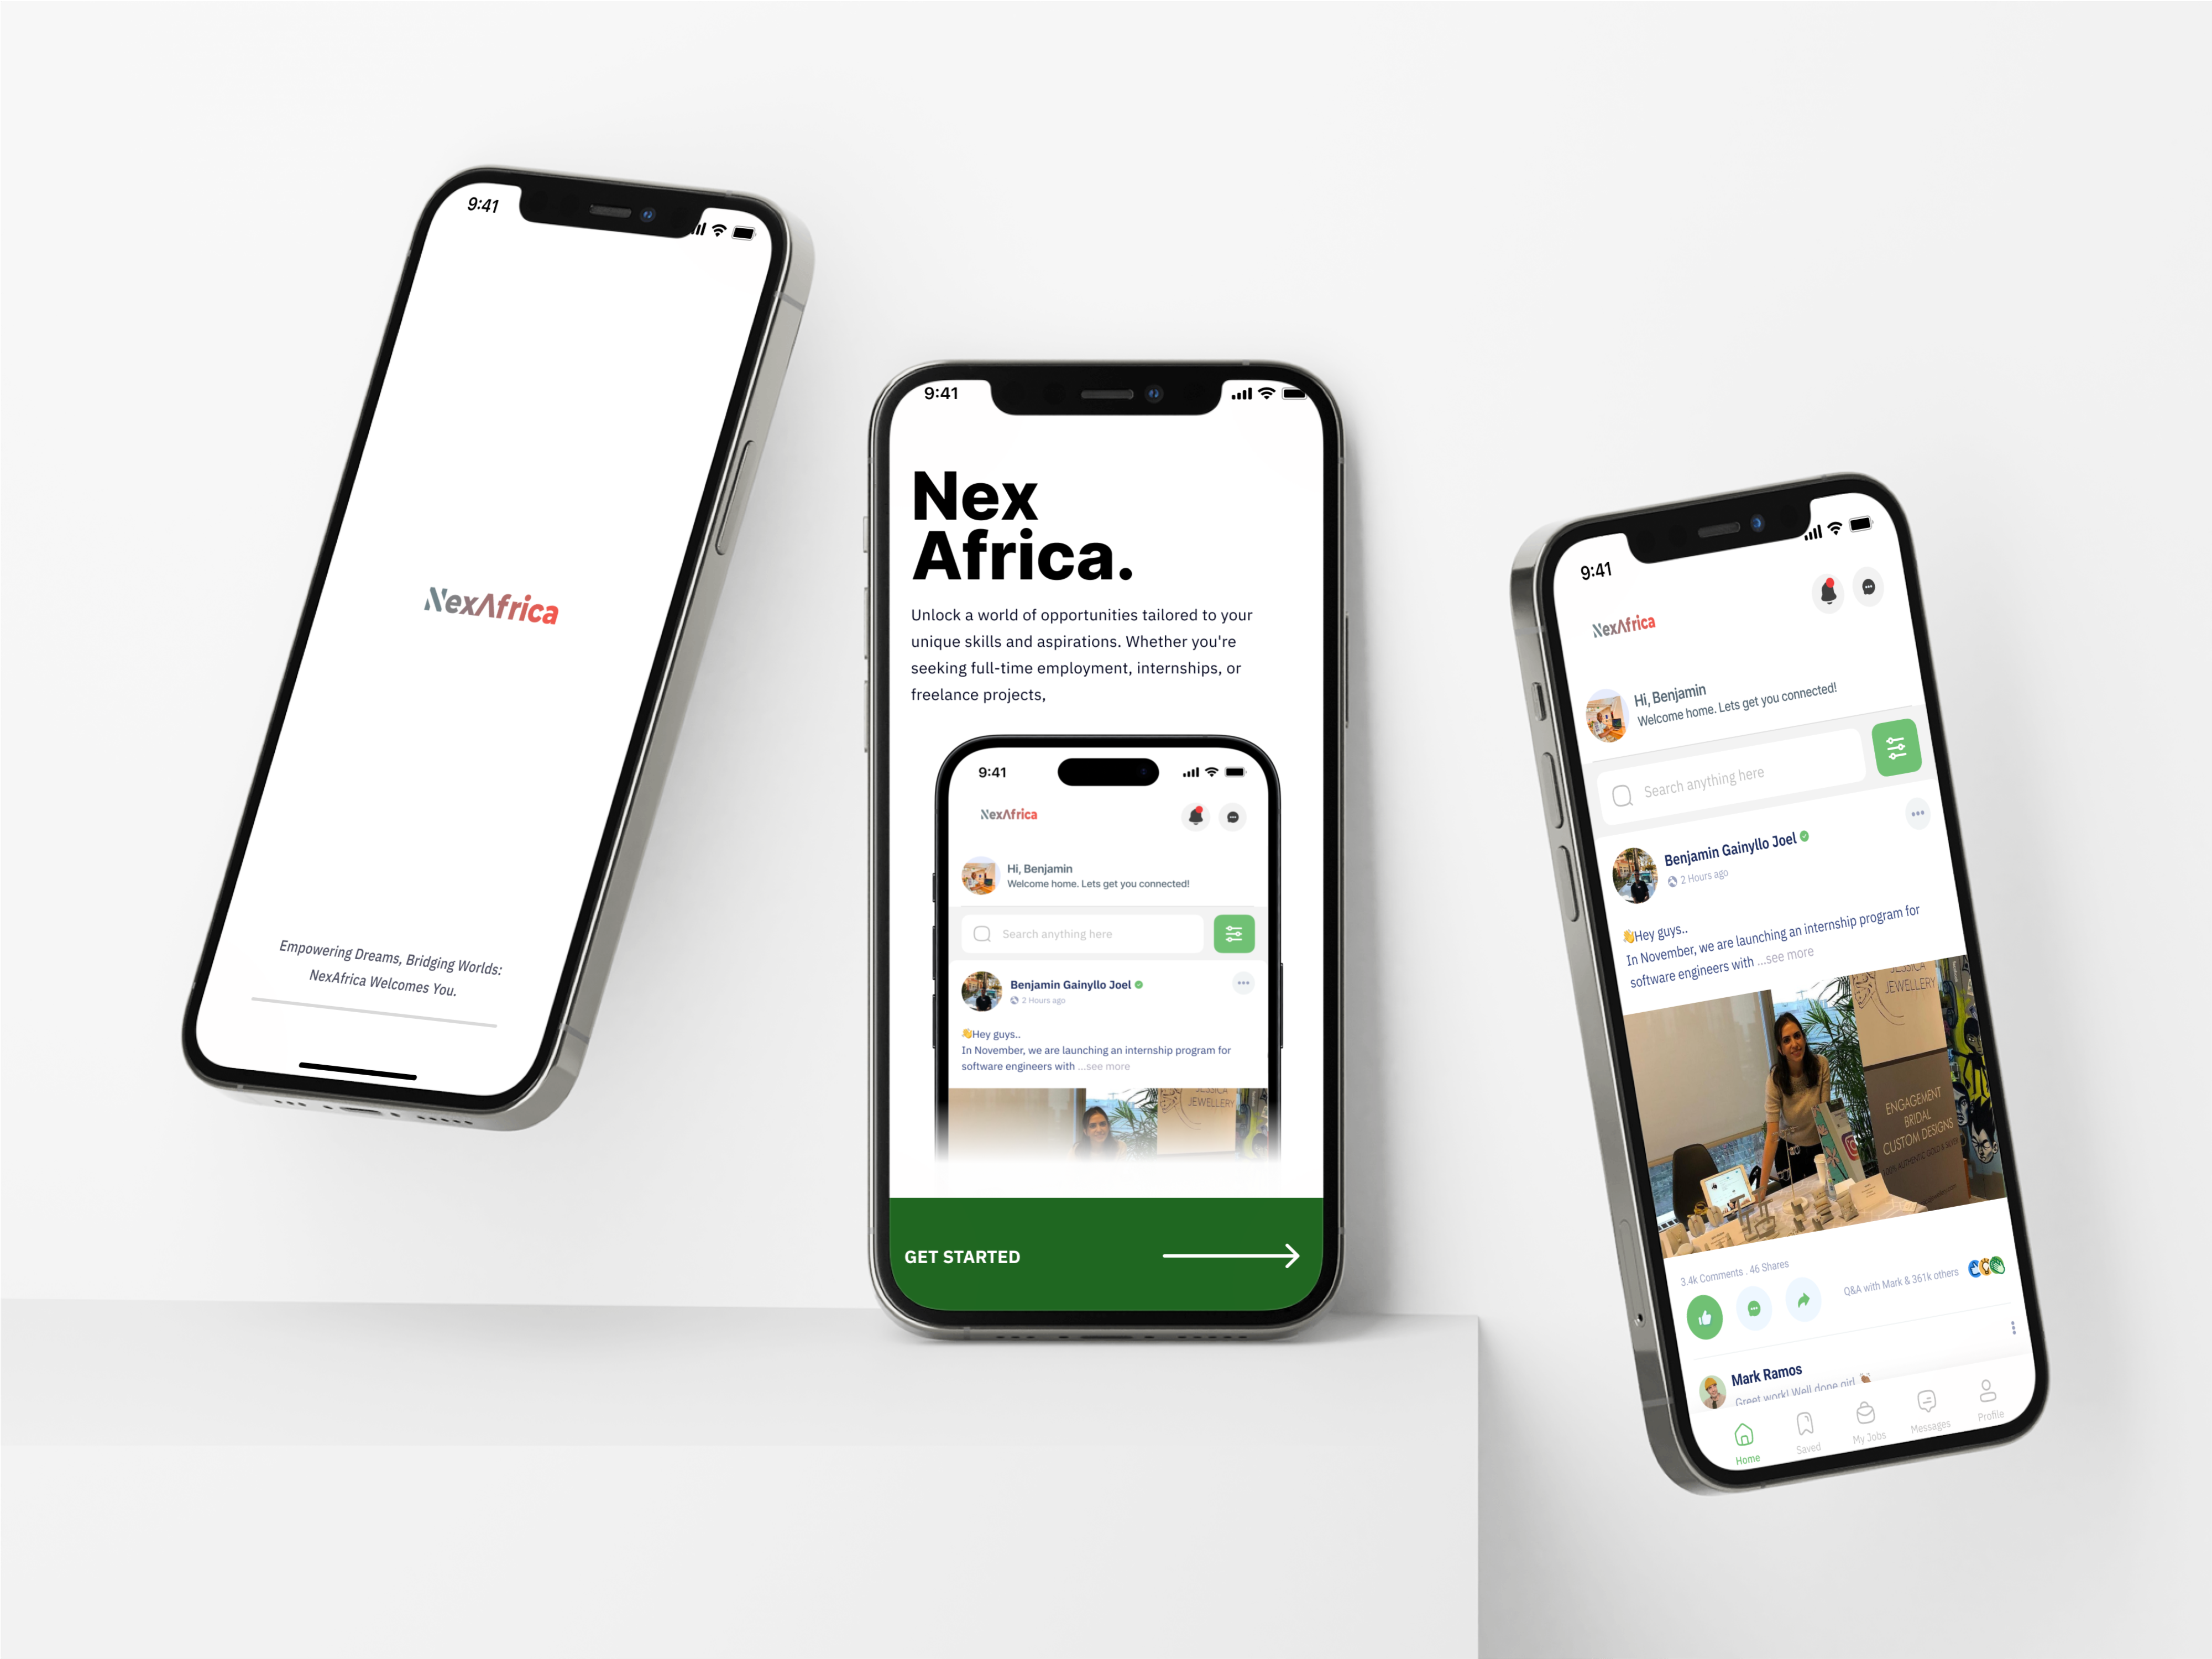 9:41
NexAfrica
Empowering Dreams, Bridging Worlds:
NexAfrica Welcomes You.
9:41
Nex
Africa.
Unlock a world of opportunities tailored to your
unique skills and aspirations. Whether you're
seeking full-time employment, internships, or
freelance projects,
9:41
NexAfrica
Hi, Benjamin
Welcome home. Lets get you connected!
Search anything here
Benjamin Gainyllo Joel
2 Hours ago
👋Hey guys..
In November, we are launching an internship program for
software engineers with ...see more
JESSICA
JEWELLERY
GET STARTED
9:41
NexAfrica
Hi, Benjamin
Welcome home. Lets get you connected!
Search anything here
Benjamin Gainyllo Joel
2 Hours ago
👋Hey guys..
In November, we are launching an internship program for
software engineers with ...see more
JESSICA
JEWELLERY
ENGAGEMENT
BRIDAL
CUSTOM DESIGNS
100% AUTHENTIC GOLD &
3.4k Comments . 46 Shares
Q&A with Mark & 361k others
Mark Ramos
Greet work! Well done girl
Home
Saved
My Jobs
Messages
Profile